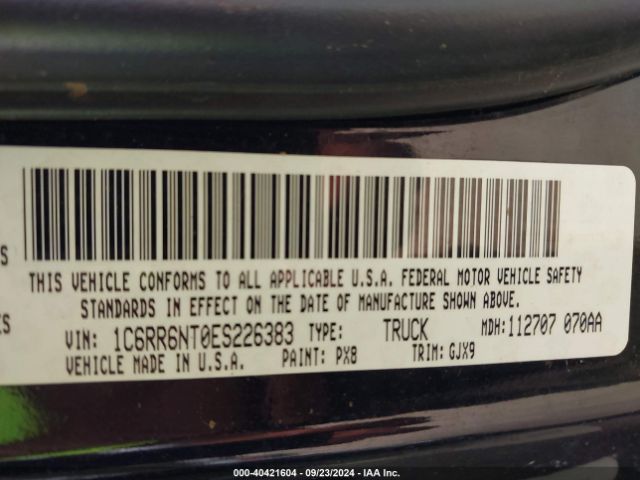 S
THIS VEHICLE CONFORMS TO ALL APPLICABLE U.S.A. FEDERAL MOTOR VEHICLE SAFETY
STANDARDS IN EFFECT ON THE DATE OF MANUFACTURE SHOWN ABOVE.
ES
VIN: 1C6RR6NT0ES226383 TYPE: TRUCK MDH: 112707 070AA
VEHICLE MADE IN U.S.A. PAINT: PX8 TRIM: GJX9
000-40421604 - 09/23/2024 - IAA Inc.